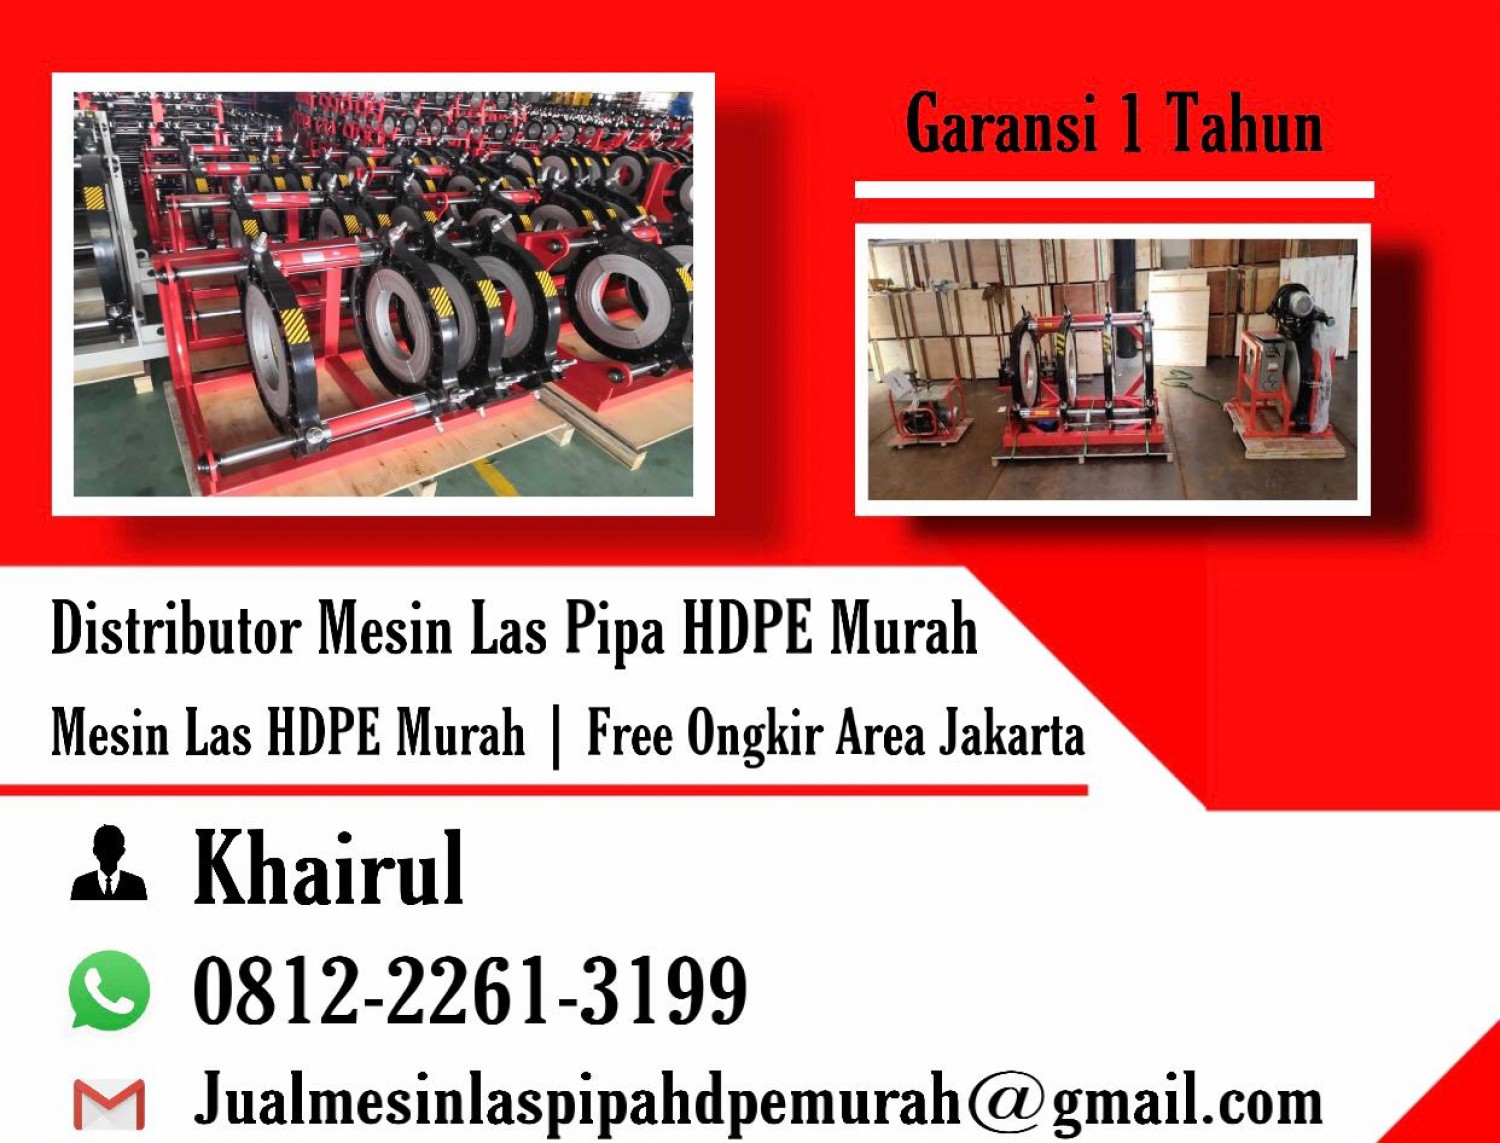 Garansi 1 Tahun
Distributor Mesin Las Pipa HDPE Murah
Mesin Las HDPE Murah | Free Ongkir Area Jakarta
Khairul
0812-2261-3199
Jualmesinlaspipahdpemurah@gmail.com